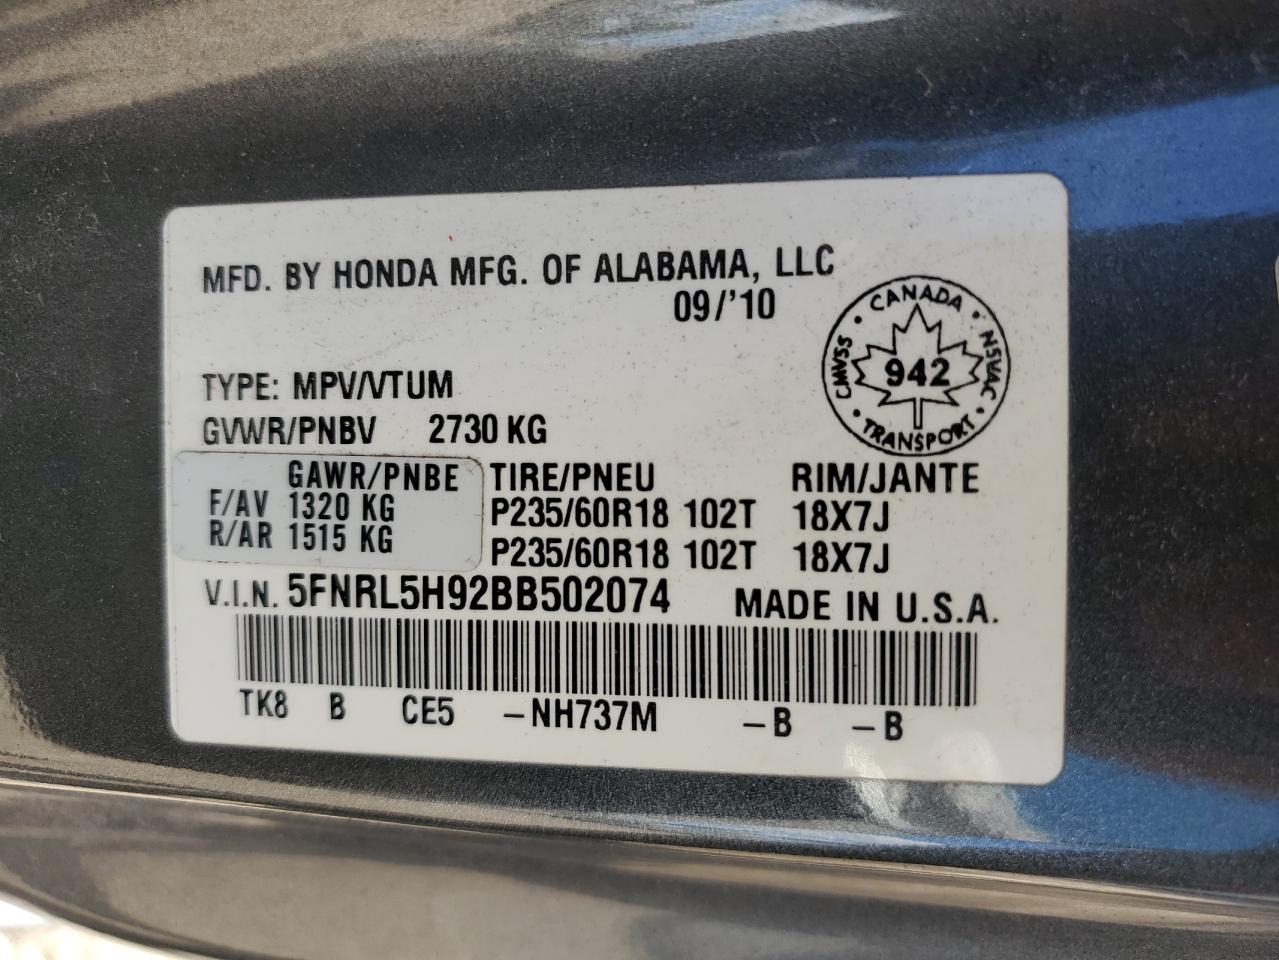 MFD. BY HONDA MFG. OF ALABAMA, LLC
09/'10
CANADA
CMVSS
NSVAC
942
TRANSPORT
TYPE: MPV/VTUM
GVWR/PNBV 2730 KG
GAWR/PNBE TIRE/PNEU RIM/JANTE
F/AV 1320 KG P235/60R18 102T 18X7J
R/AR 1515 KG P235/60R18 102T 18X7J
V.I.N. 5FNRL5H92BB502074 MADE IN U.S.A.
TK8 B CE5 -NH737M -B -B